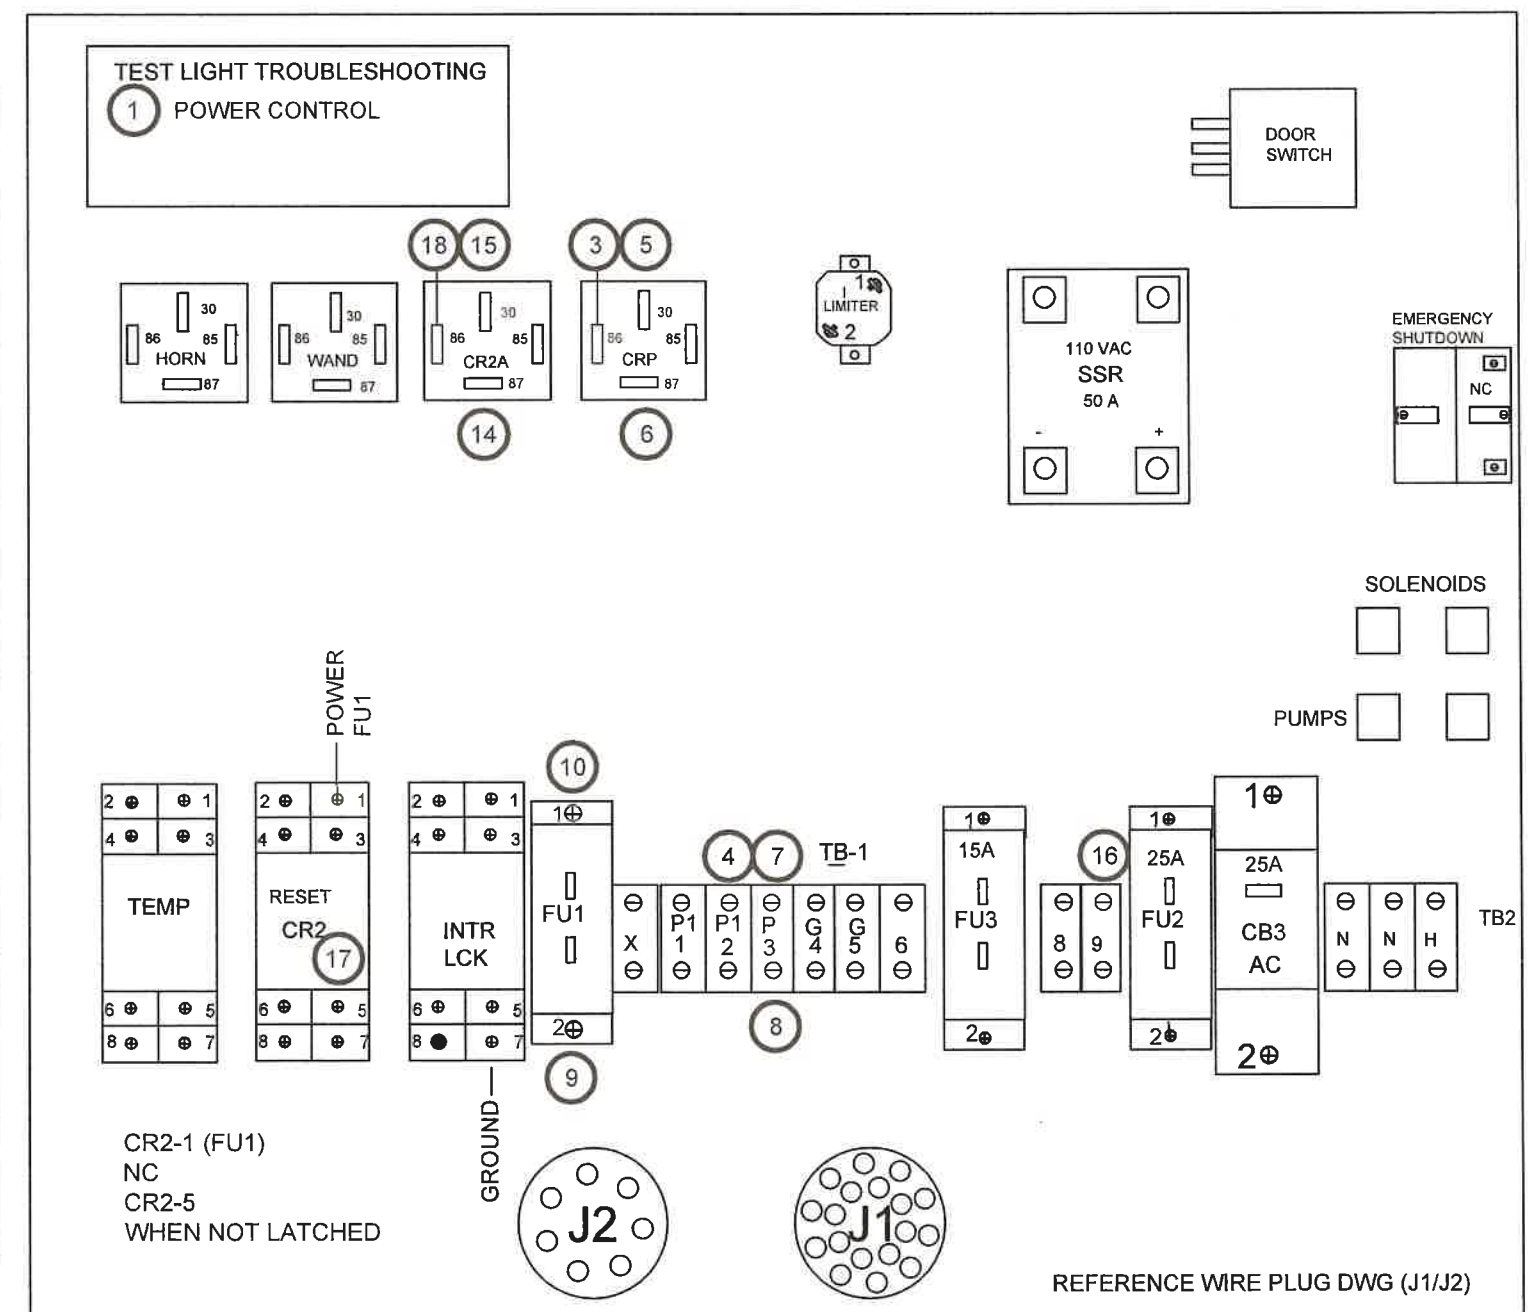 TEST LIGHT TROUBLESHOOTING
1 POWER CONTROL
DOOR
SWITCH
18 15 3 5
30
86 85
HORN
87
30
86 85
WAND
87
30
86 85
CR2A
87
30
86 85
CRP
87
14 6
1
LIMITER
2
110 VAC
SSR
50 A
- +
EMERGENCY
SHUTDOWN
NC
SOLENOIDS
PUMPS
POWER
FU1
2 1
4 3
TEMP
6 5
8 7
2 1
4 3
RESET
CR2
17
6 5
8 7
2 1
4 3
INTR
LCK
6 5
8 7
GROUND
10
1
FU1
2
9
4 7 TB-1
X
P1
1
P1
2
P
3
G
4
G
5
6
8
1
15A
FU3
2
8 9
16
1
25A
FU2
2
1
25A
CB3
AC
2
N N H
TB2
CR2-1 (FU1)
NC
CR2-5
WHEN NOT LATCHED
J2
J1
REFERENCE WIRE PLUG DWG (J1/J2)